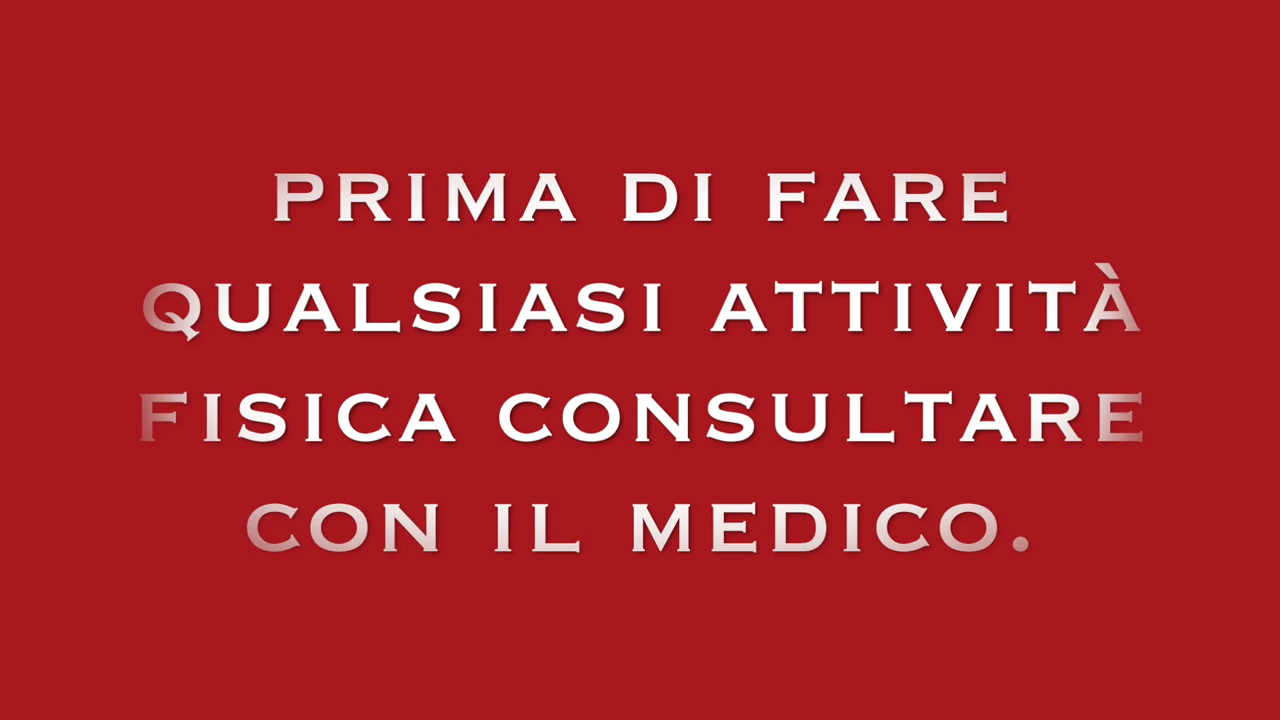 PRIMA DI FARE
QUALSIASI ATTIVITÀ
FISICA CONSULTARE
CON IL MEDICO.